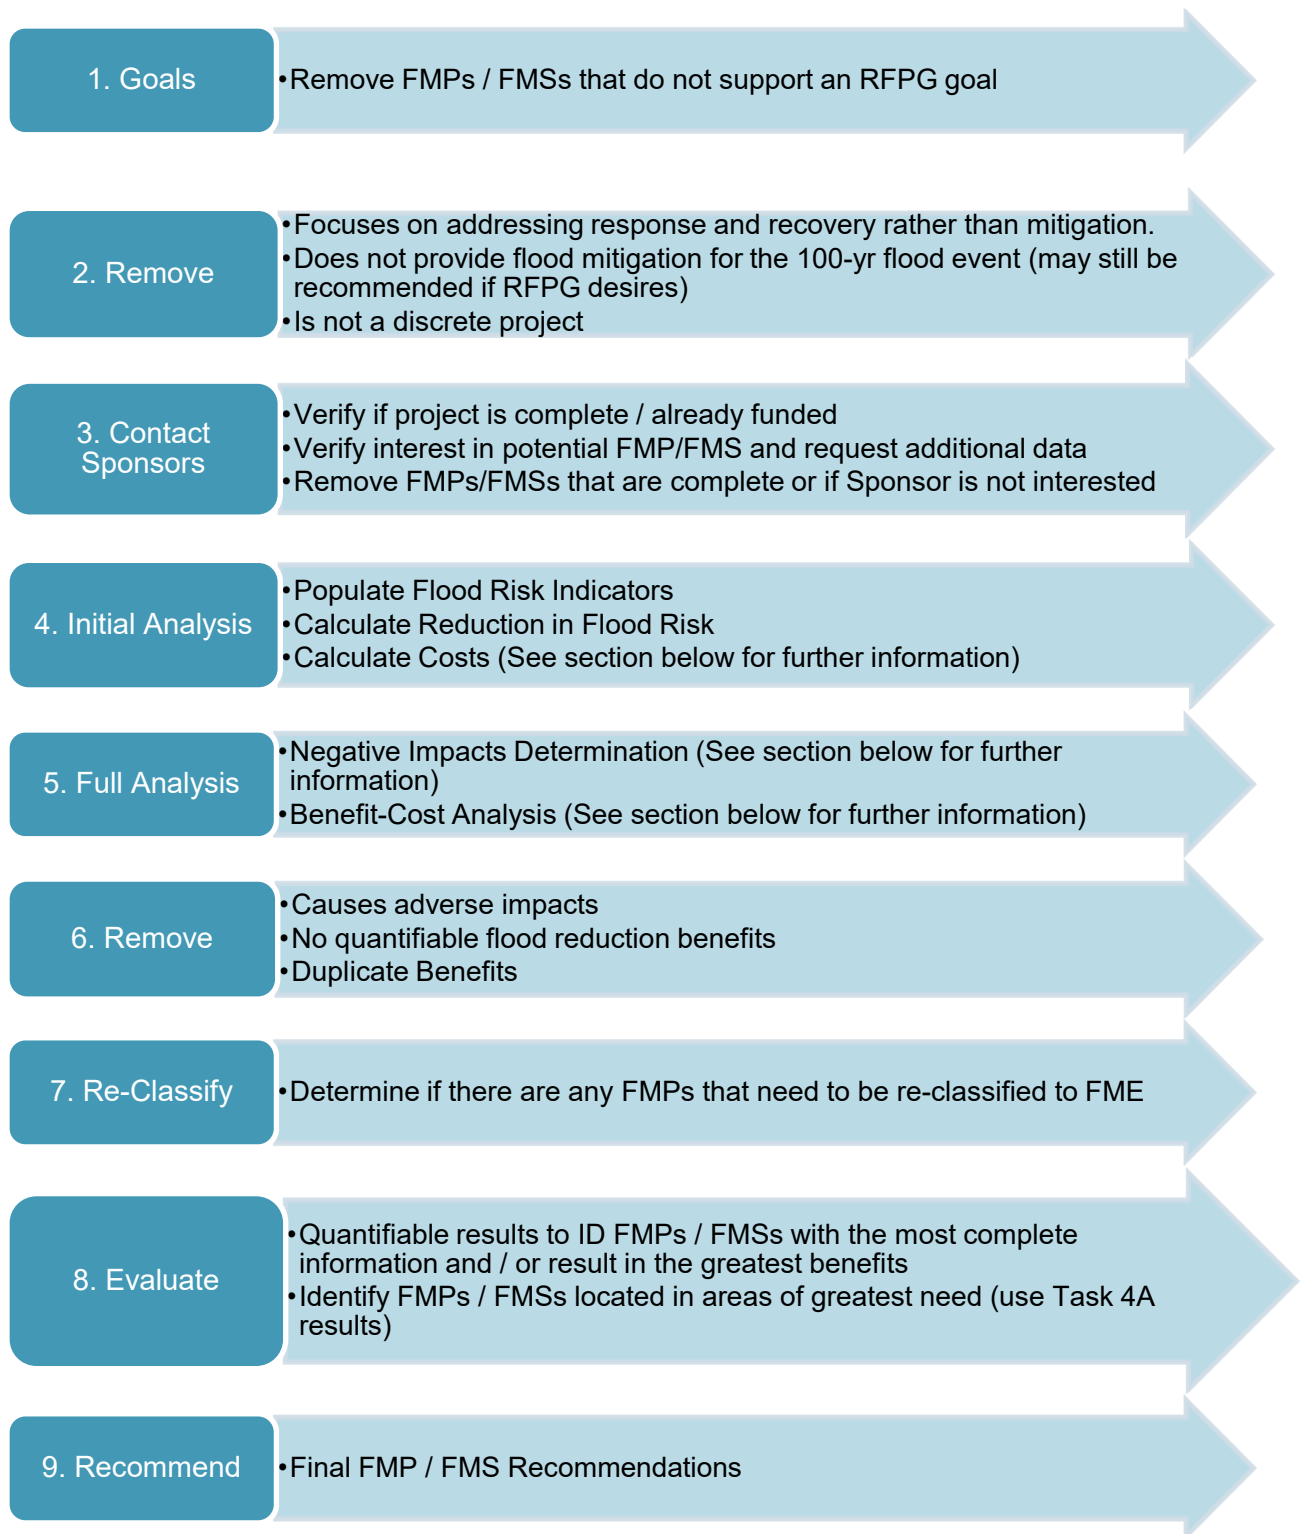 1. Goals
•Remove FMPs / FMSs that do not support an RFPG goal
2. Remove
•Focuses on addressing response and recovery rather than mitigation.
•Does not provide flood mitigation for the 100-yr flood event (may still be
recommended if RFPG desires)
•Is not a discrete project
3. Contact
Sponsors
•Verify if project is complete / already funded
•Verify interest in potential FMP/FMS and request additional data
•Remove FMPs/FMSs that are complete or if Sponsor is not interested
4. Initial Analysis
•Populate Flood Risk Indicators
•Calculate Reduction in Flood Risk
•Calculate Costs (See section below for further information)
5. Full Analysis
•Negative Impacts Determination (See section below for further
information)
•Benefit-Cost Analysis (See section below for further information)
6. Remove
•Causes adverse impacts
•No quantifiable flood reduction benefits
•Duplicate Benefits
7. Re-Classify
•Determine if there are any FMPs that need to be re-classified to FME
8. Evaluate
•Quantifiable results to ID FMPs / FMSs with the most complete
information and / or result in the greatest benefits
•Identify FMPs / FMSs located in areas of greatest need (use Task 4A
results)
9. Recommend
•Final FMP / FMS Recommendations